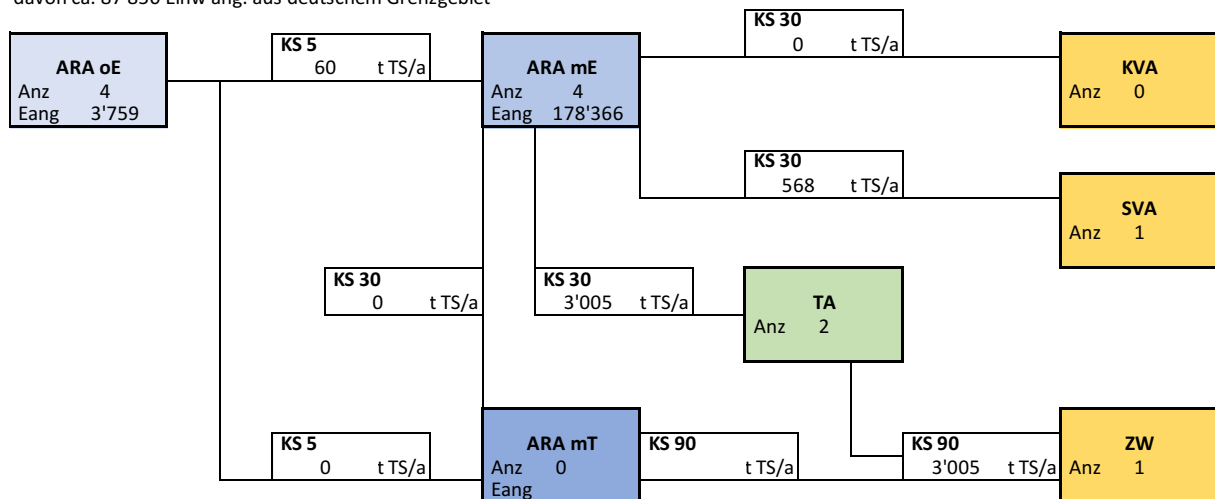 davon ca. 87'850 Einw ang. aus deutschem Grenzgebiet
KS 30
0 t TS/a
KS 5
60 t TS/a
ARA oE
Anz 4
Eang 3'759
ARA mE
Anz 4
Eang 178'366
KVA
Anz 0
KS 30
568 t TS/a
SVA
Anz 1
KS 30
0 t TS/a
KS 30
3'005 t TS/a
TA
Anz 2
KS 5
0 t TS/a
ARA mT
Anz 0
Eang
KS 90
t TS/a
KS 90
3'005 t TS/a
ZW
Anz 1